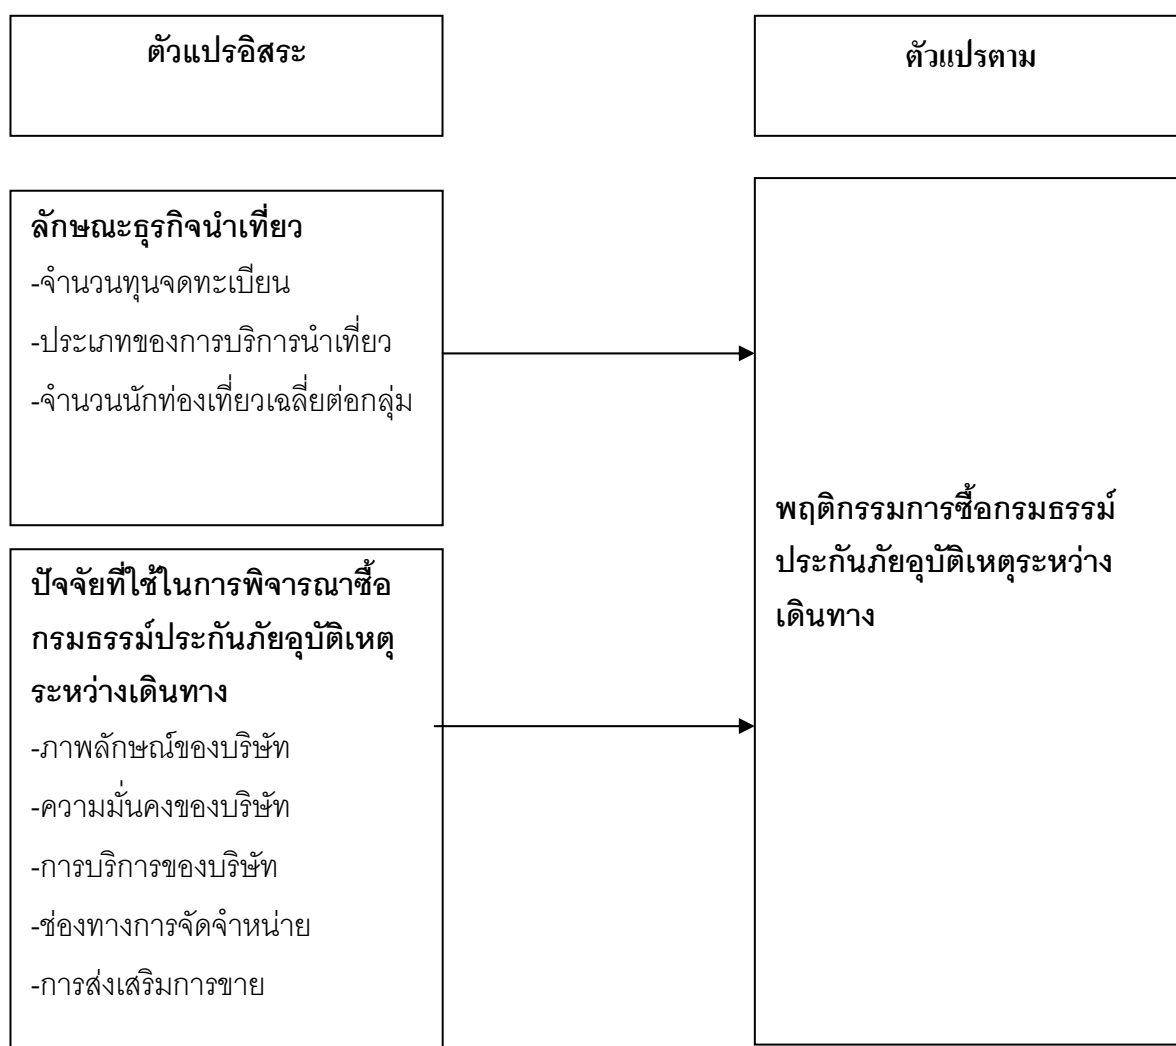 ตัวแปรอิสระ
ตัวแปรตาม
ลักษณะธุรกิจนำเที่ยว
-จำนวนทุนจดทะเบียน
-ประเภทของการบริการนำเที่ยว
-จำนวนนักท่องเที่ยวเฉลี่ยต่อกลุ่ม
ปัจจัยที่ใช้ในการพิจารณาซื้อ
กรมธรรม์ประกันภัยอุบัติเหตุ
ระหว่างเดินทาง
-ภาพลักษณ์ของบริษัท
-ความมั่นคงของบริษัท
-การบริการของบริษัท
-ช่องทางการจัดจำหน่าย
-การส่งเสริมการขาย
พฤติกรรมการซื้อกรมธรรม์
ประกันภัยอุบัติเหตุระหว่าง
เดินทาง